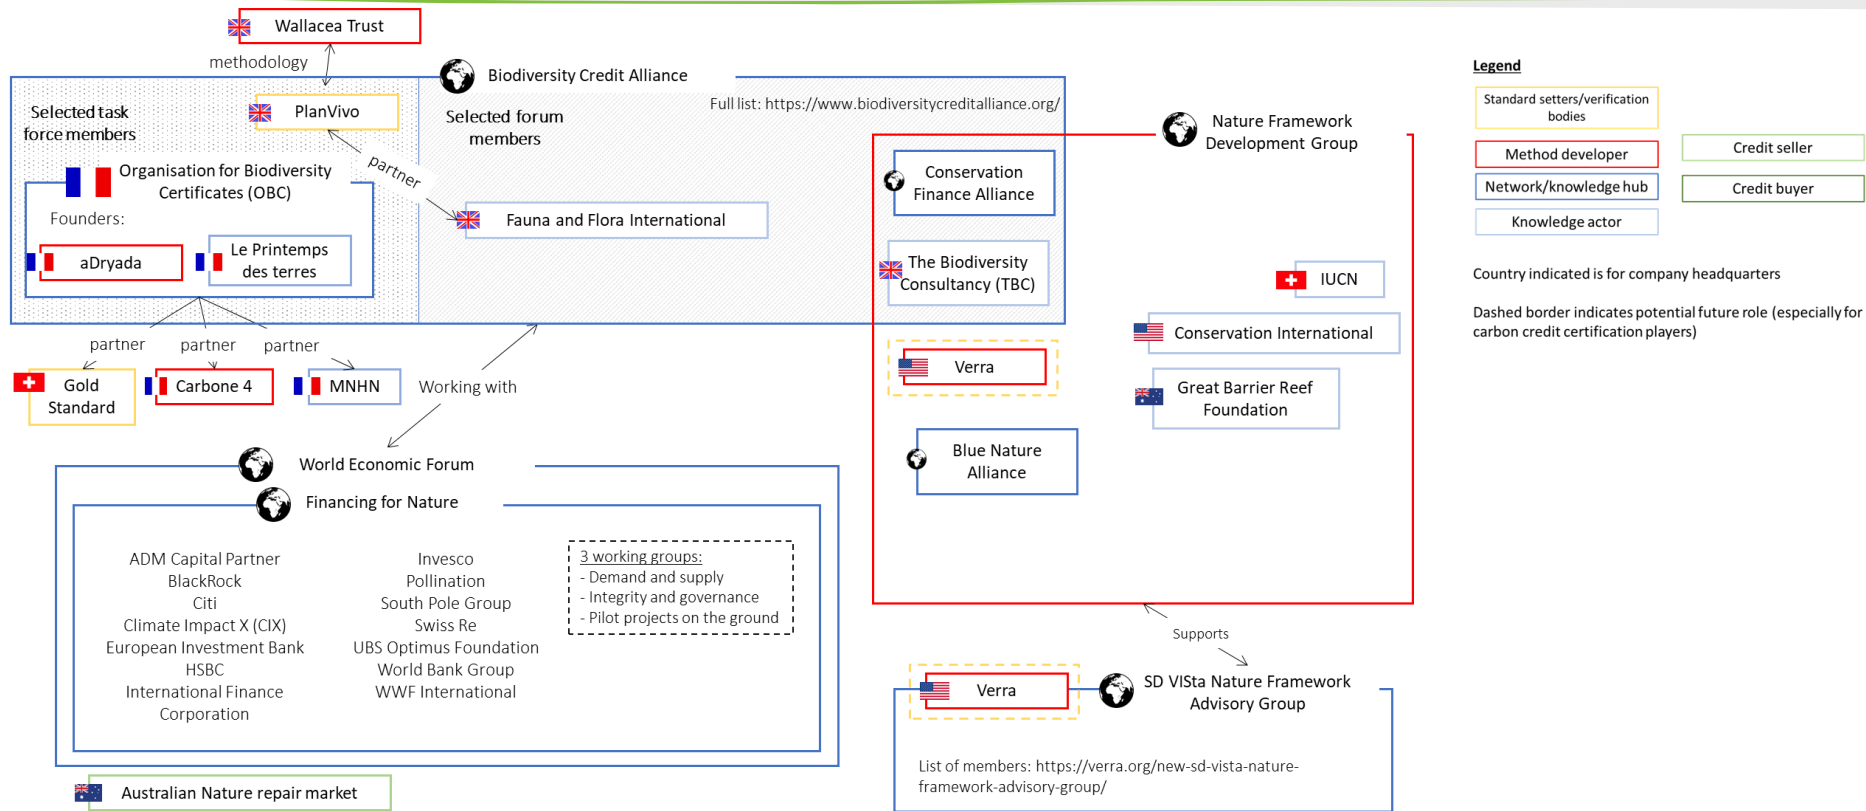 Wallacea Trust
methodology
Biodiversity Credit Alliance
Selected task
force members
PlanVivo
Full list: https://www.biodiversitycreditalliance.org/
Selected forum
members
partner
Organisation for Biodiversity
Certificates (OBC)
Founders:
aDryada
Le Printemps
des terres
Fauna and Flora International
partner
partner
partner
Gold
Standard
Carbone 4
MNHN
Working with
Nature Framework
Development Group
Conservation
Finance Alliance
The Biodiversity
Consultancy (TBC)
IUCN
Conservation International
Verra
Great Barrier Reef
Foundation
Blue Nature
Alliance
Supports
World Economic Forum
Financing for Nature
ADM Capital Partner
BlackRock
Citi
Climate Impact X (CIX)
European Investment Bank
HSBC
International Finance
Corporation
Invesco
Pollination
South Pole Group
Swiss Re
UBS Optimus Foundation
World Bank Group
WWF International
3 working groups:
- Demand and supply
- Integrity and governance
- Pilot projects on the ground
Verra
SD VISta Nature Framework
Advisory Group
List of members: https://verra.org/new-sd-vista-nature-
framework-advisory-group/
Australian Nature repair market
Legend
Standard setters/verification
bodies
Method developer
Network/knowledge hub
Knowledge actor
Credit seller
Credit buyer
Country indicated is for company headquarters
Dashed border indicates potential future role (especially for
carbon credit certification players)